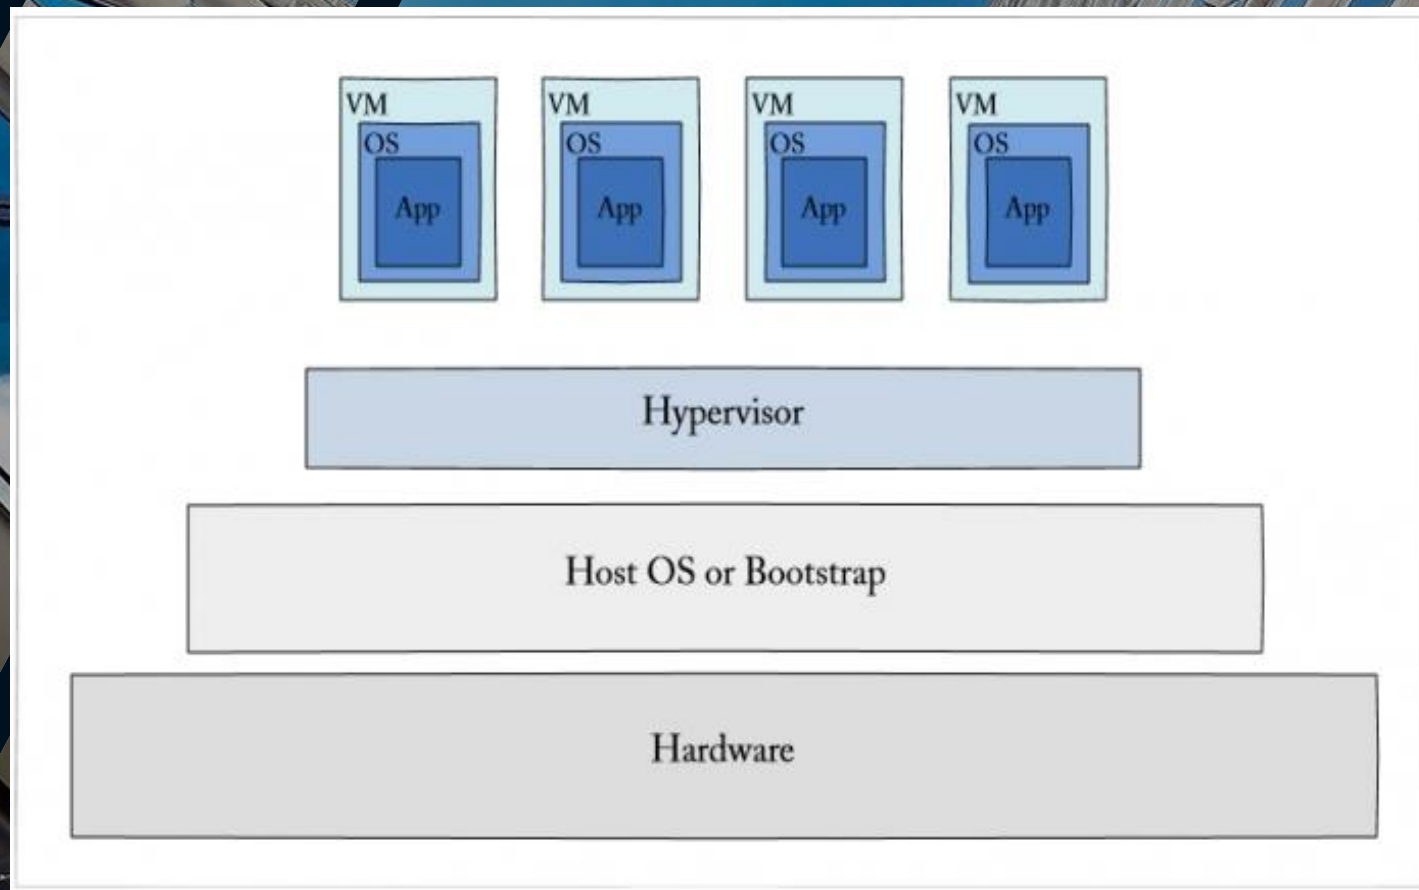 VM VM VM VM
OS OS OS OS
App App App App
Hypervisor
Host OS or Bootstrap
Hardware